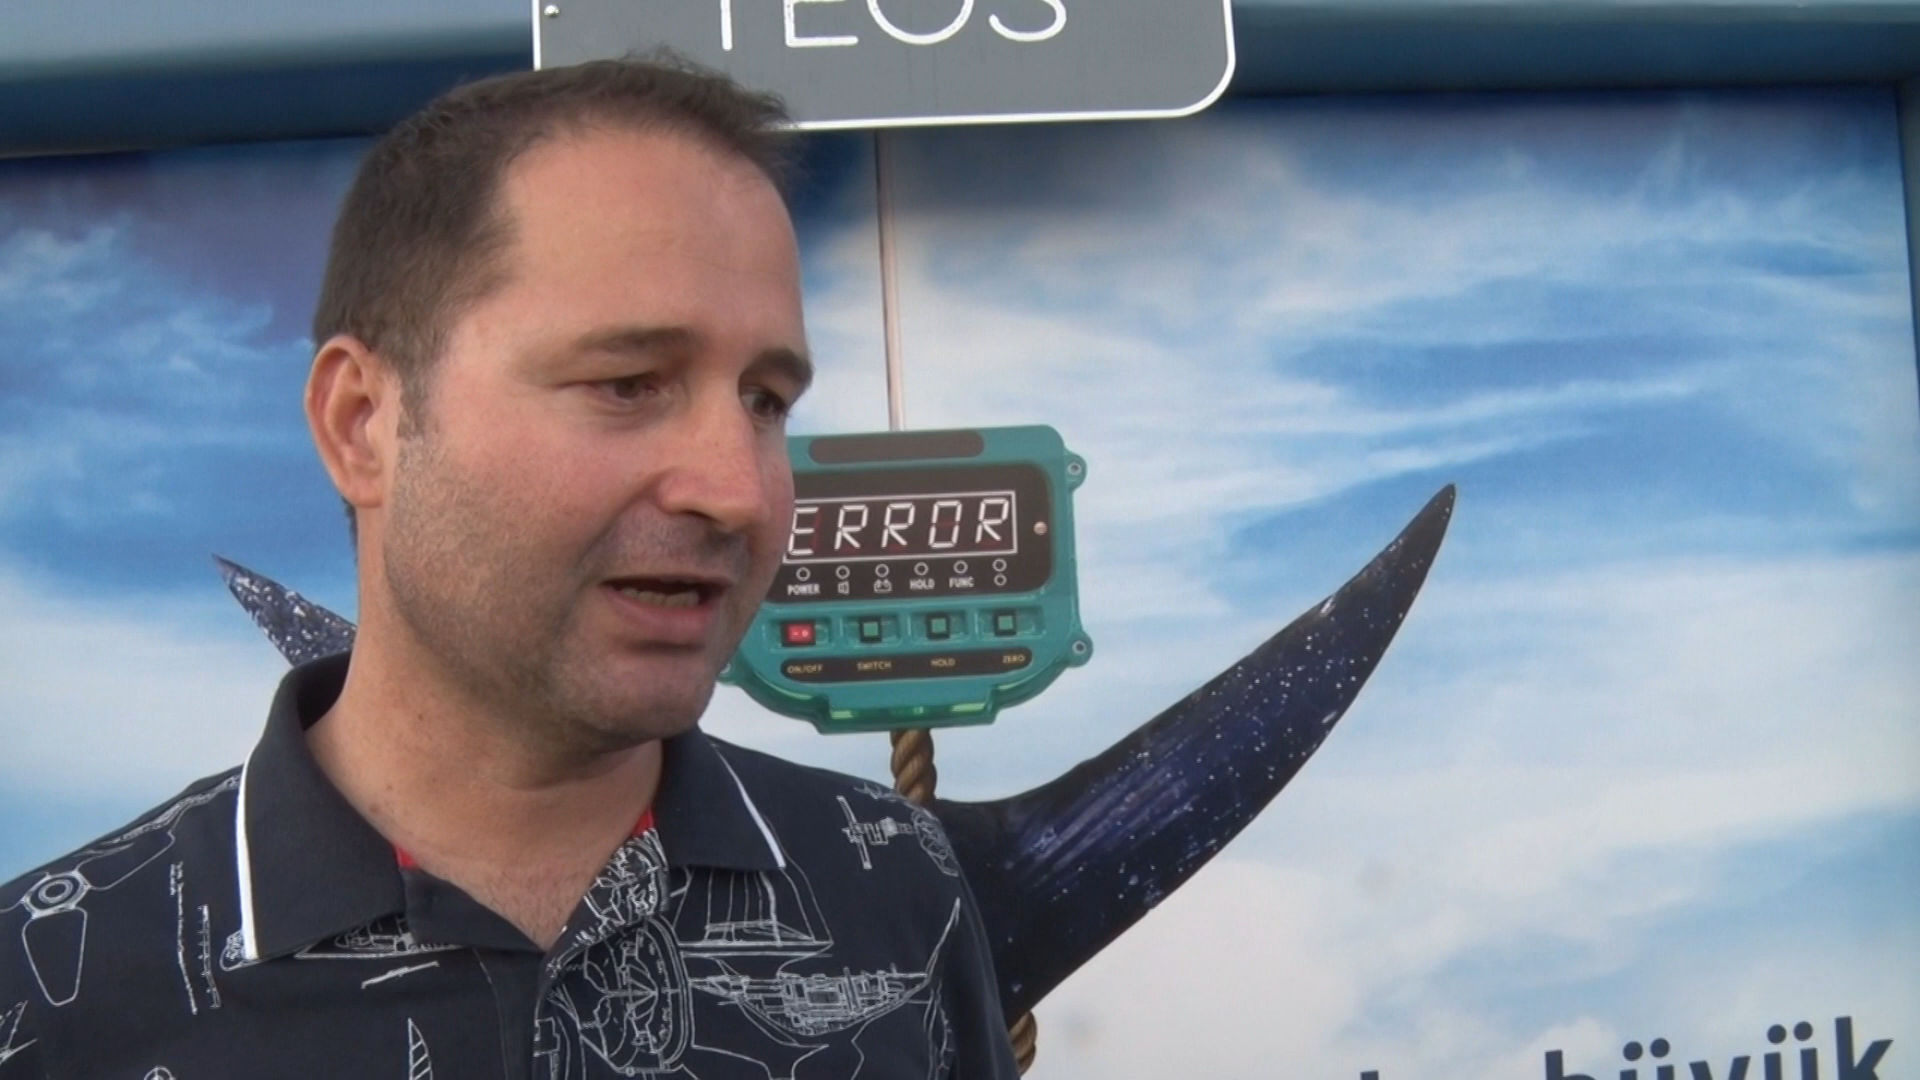 TEOS
ERROR
POWER HOLD FUNC
ON/OFF SWITCH HOLD ZERO
büyük